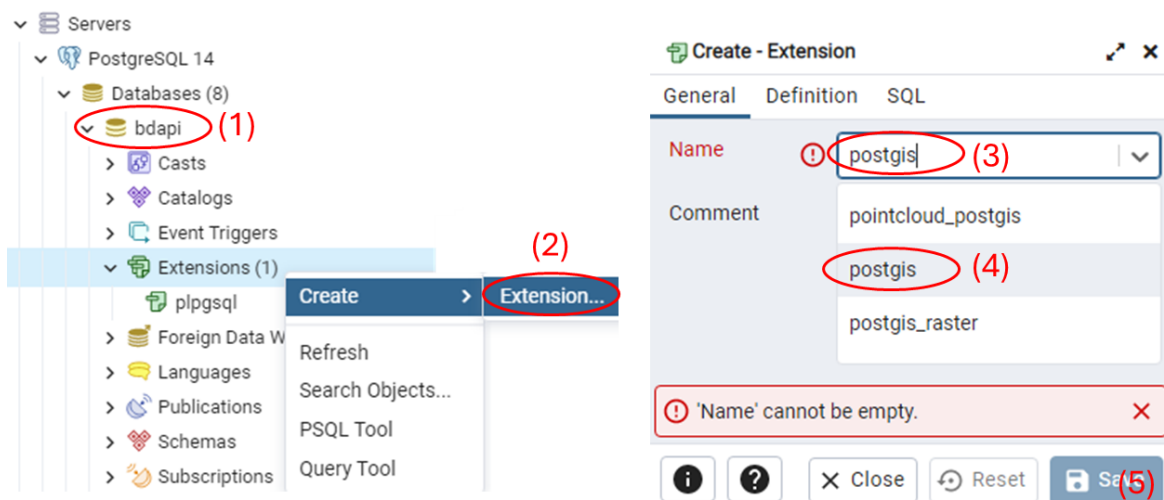 Servers
PostgreSQL 14
Databases (8)
bdapi (1)
Casts
Catalogs
Event Triggers
Extensions (1)
plpgsql
Foreign Data W
Languages
Publications
Schemas
Subscriptions
(2)
Create Extension...
Refresh
Search Objects...
PSQL Tool
Query Tool
Create - Extension
General Definition SQL
Name postgis (3)
Comment
pointcloud_postgis
postgis (4)
postgis_raster
'Name' cannot be empty.
Close Reset (5)